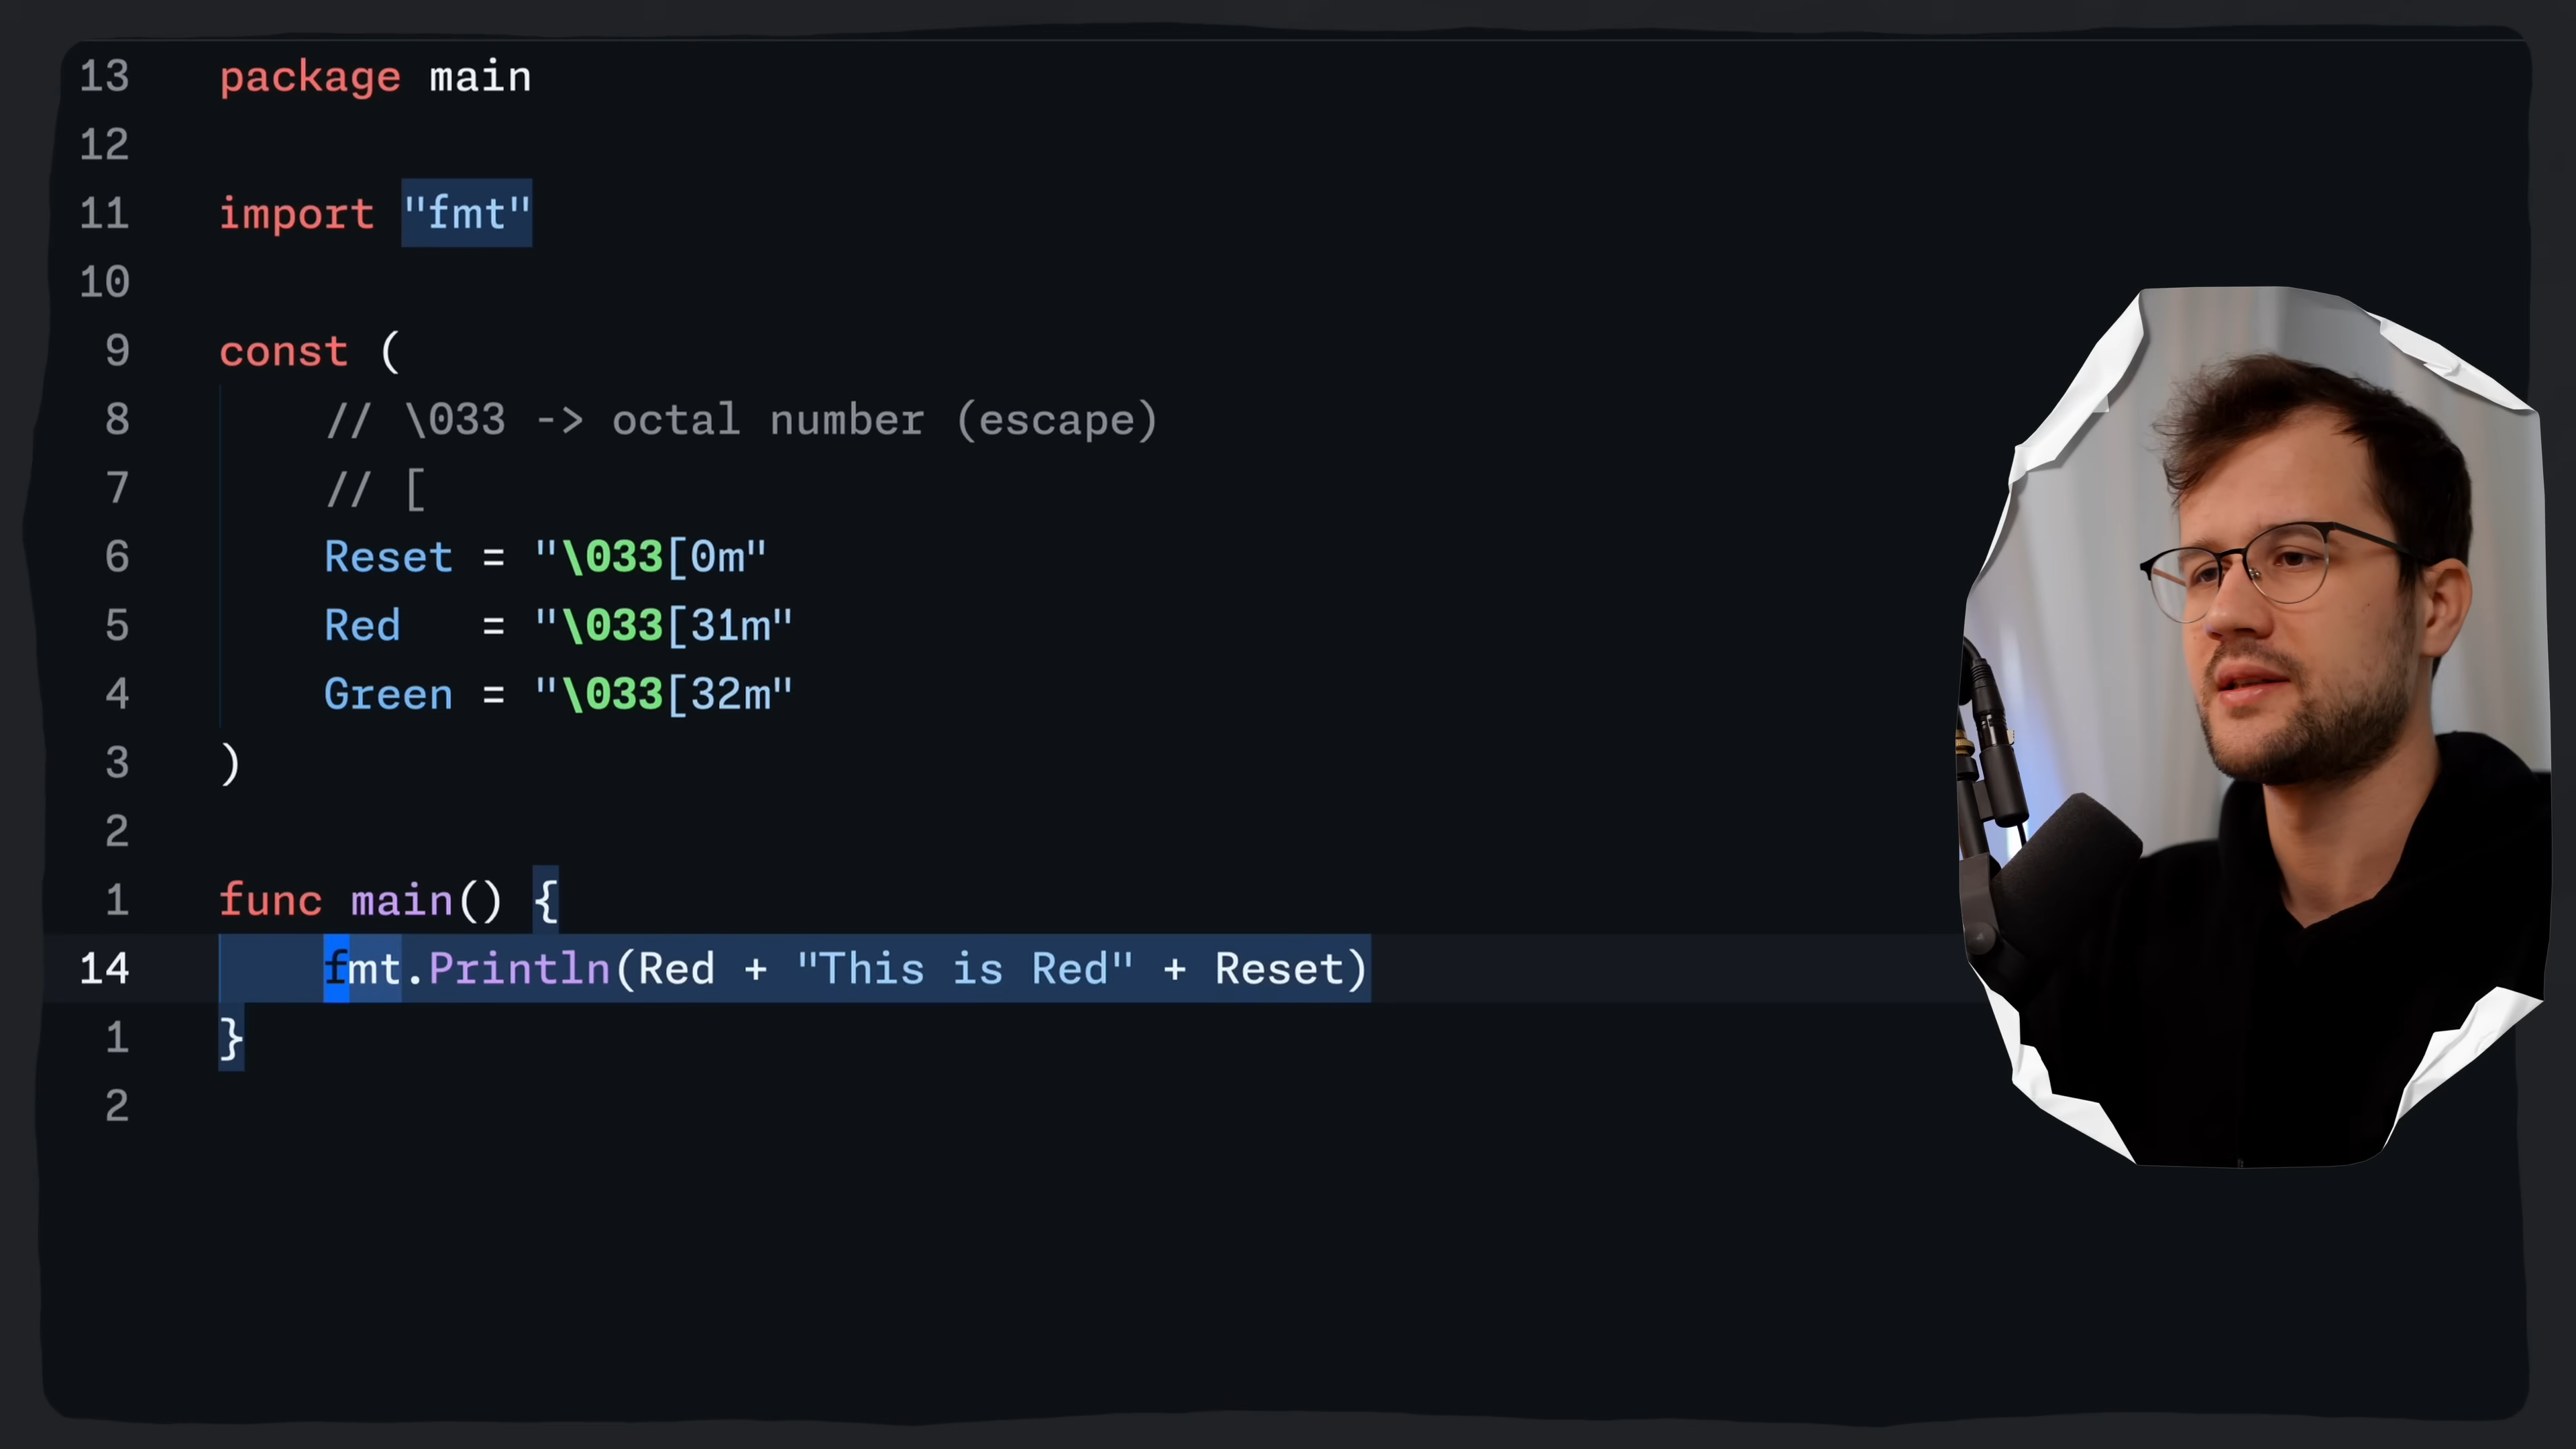 13 package main
12
11 import "fmt"
10
9 const (
8 // \033 -> octal number (escape)
7 // [
6 Reset = "\033[0m"
5 Red   = "\033[31m"
4 Green = "\033[32m"
3 )
2
1 func main() {
14 fmt.Println(Red + "This is Red" + Reset)
1 }
2